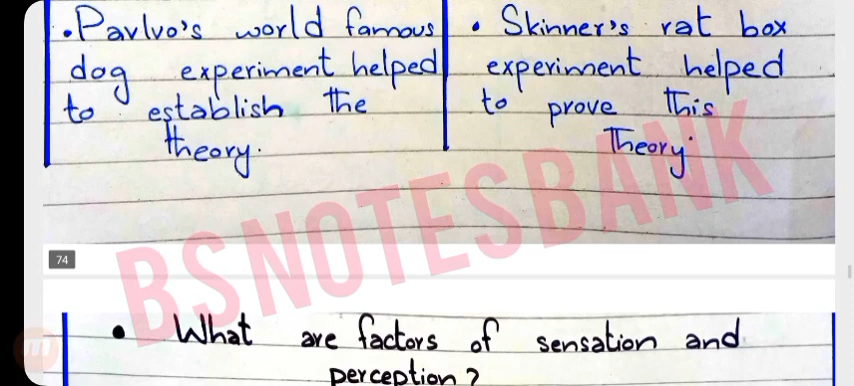 • Pavlvo's world famous
dog experiment helped
to establish the
theory.
• Skinner's rat box
experiment helped
to prove this
Theory
BSNOTESBANK
74
• What are factors of sensation and
perception ?